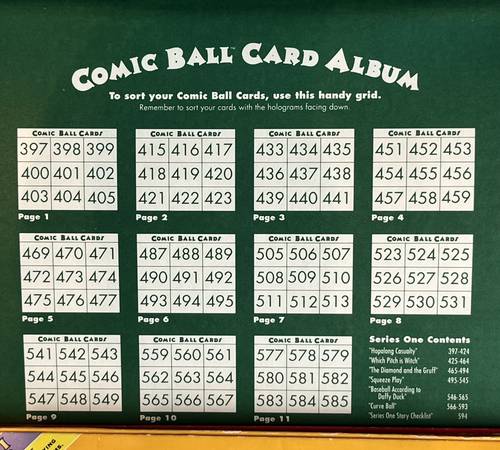 COMIC BALL™ CARD ALBUM
To sort your Comic Ball Cards, use this handy grid.
Remember to sort your cards with the holograms facing down.
COMIC BALL CARDS
397 398 399
400 401 402
403 404 405
Page 1
COMIC BALL CARDS
415 416 417
418 419 420
421 422 423
Page 2
COMIC BALL CARDS
433 434 435
436 437 438
439 440 441
Page 3
COMIC BALL CARDS
451 452 453
454 455 456
457 458 459
Page 4
COMIC BALL CARDS
469 470 471
472 473 474
475 476 477
Page 5
COMIC BALL CARDS
487 488 489
490 491 492
493 494 495
Page 6
COMIC BALL CARDS
505 506 507
508 509 510
511 512 513
Page 7
COMIC BALL CARDS
523 524 525
526 527 528
529 530 531
Page 8
COMIC BALL CARDS
541 542 543
544 545 546
547 548 549
Page 9
COMIC BALL CARDS
559 560 561
562 563 564
565 566 567
Page 10
COMIC BALL CARDS
577 578 579
580 581 582
583 584 585
Page 11
Series One Contents
"Hopalong Casualty" 397-424
"Which Pitch is Witch" 425-464
"The Diamond and the Gruff" 465-494
"Squeeze Play" 495-545
"Baseball According to
Daffy Duck" 546-565
"Curve Ball" 566-593
"Series One Story Checklist" 594